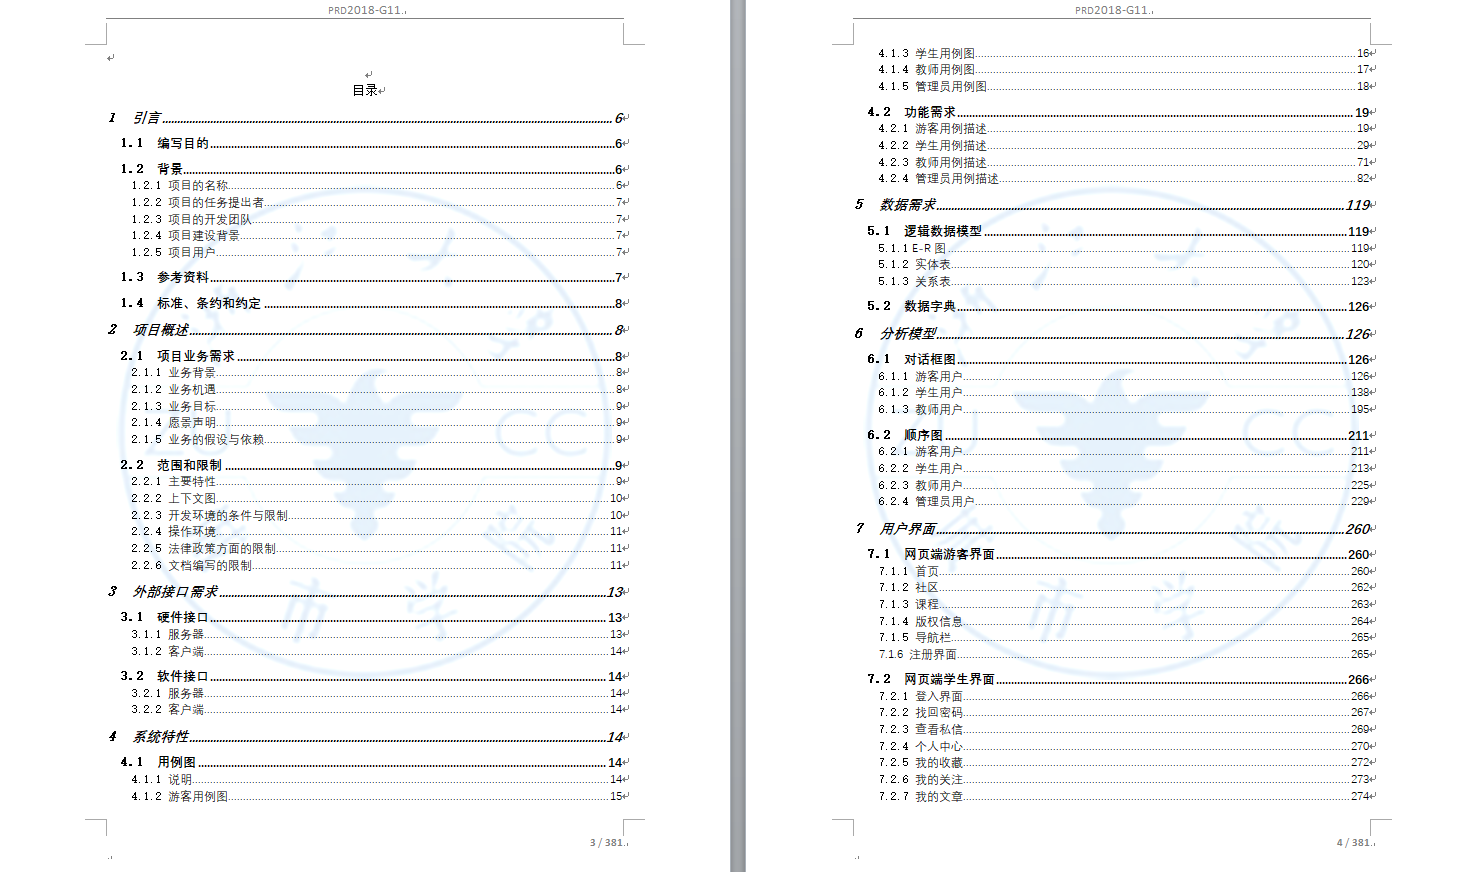 PRD2018-G11.
目录
1 引言 6
1.1 编写目的 6
1.2 背景 6
1.2.1 项目的名称 6
1.2.2 项目的任务提出者 7
1.2.3 项目的开发团队 7
1.2.4 项目建设背景 7
1.2.5 项目用户 7
1.3 参考资料 7
1.4 标准、条约和约定 8
2 项目概述 8
2.1 项目业务需求 8
2.1.1 业务背景 8
2.1.2 业务机遇 8
2.1.3 业务目标 9
2.1.4 愿景声明 9
2.1.5 业务的假设与依赖 9
2.2 范围和限制 9
2.2.1 主要特性 9
2.2.2 上下文图 10
2.2.3 开发环境的条件与限制 10
2.2.4 操作环境 11
2.2.5 法律政策方面的限制 11
2.2.6 文档编写的限制 11
3 外部接口需求 13
3.1 硬件接口 13
3.1.1 服务器 13
3.1.2 客户端 14
3.2 软件接口 14
3.2.1 服务器 14
3.2.2 客户端 14
4 系统特性 14
4.1 用例图 14
4.1.1 说明 14
4.1.2 游客用例图 15
3 / 381.
PRD2018-G11.
4.1.3 学生用例图 16
4.1.4 教师用例图 17
4.1.5 管理员用例图 18
4.2 功能需求 19
4.2.1 游客用例描述 19
4.2.2 学生用例描述 29
4.2.3 教师用例描述 71
4.2.4 管理员用例描述 82
5 数据需求 119
5.1 逻辑数据模型 119
5.1.1 E-R 图 119
5.1.2 实体表 120
5.1.3 关系表 123
5.2 数据字典 126
6 分析模型 126
6.1 对话框图 126
6.1.1 游客用户 126
6.1.2 学生用户 138
6.1.3 教师用户 195
6.2 顺序图 211
6.2.1 游客用户 211
6.2.2 学生用户 213
6.2.3 教师用户 225
6.2.4 管理员用户 229
7 用户界面 260
7.1 网页端游客界面 260
7.1.1 首页 260
7.1.2 社区 262
7.1.3 课程 263
7.1.4 版权信息 264
7.1.5 导航栏 265
7.1.6 注册界面 265
7.2 网页端学生界面 266
7.2.1 登入界面 266
7.2.2 找回密码 267
7.2.3 查看私信 269
7.2.4 个人中心 270
7.2.5 我的收藏 272
7.2.6 我的关注 273
7.2.7 我的文章 274
4 / 381.